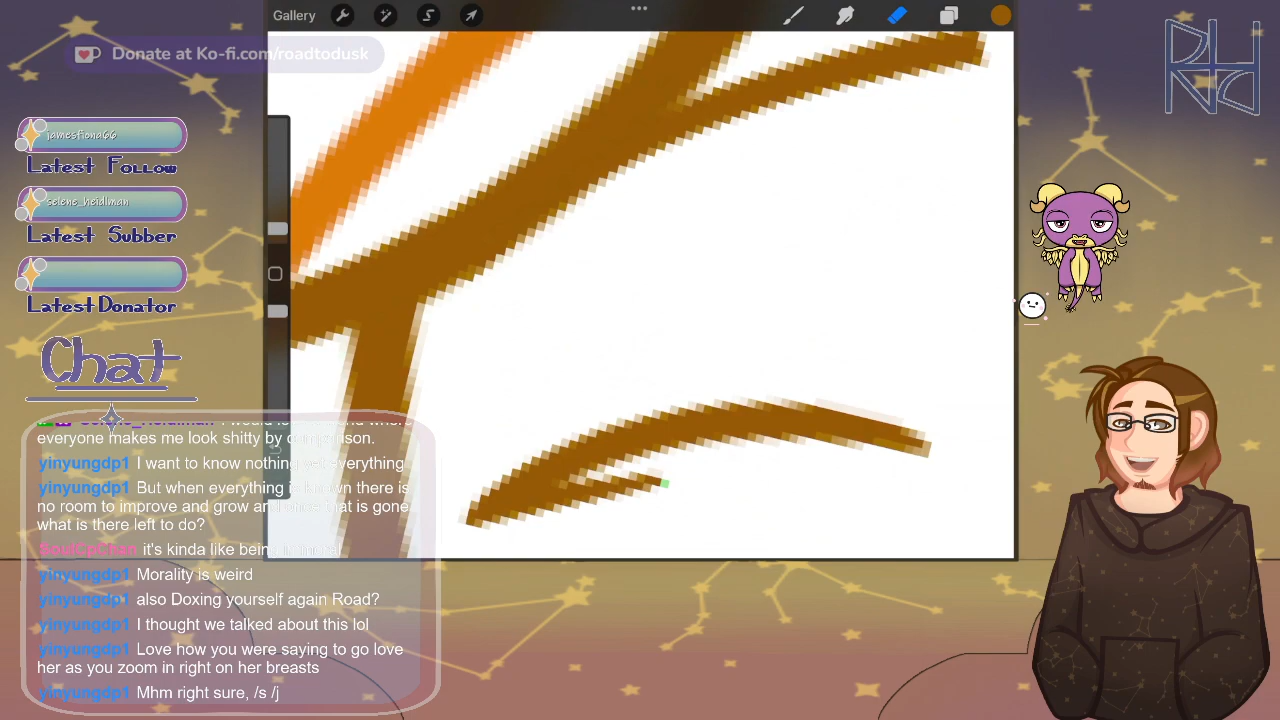 Gallery
Donate at Ko-fi.com/roadtodusk
jamesfiona66
Latest Follow
selene_heidlman
Latest Subber
Latest Donator
Chat
everyone makes me look shitty by comparison.
yinyungdp1 I want to know nothing yet everything
yinyungdp1 But when everything is known there is
no room to improve and grow and once that is gone
what is there left to do?
SoulCpChan it's kinda like being
yinyungdp1 Morality is weird
yinyungdp1 also Doxing yourself again Road?
yinyungdp1 I thought we talked about this lol
yinyungdp1 Love how you were saying to go love
her as you zoom in right on her breasts
yinyungdp1 Mhm right sure, /s /j